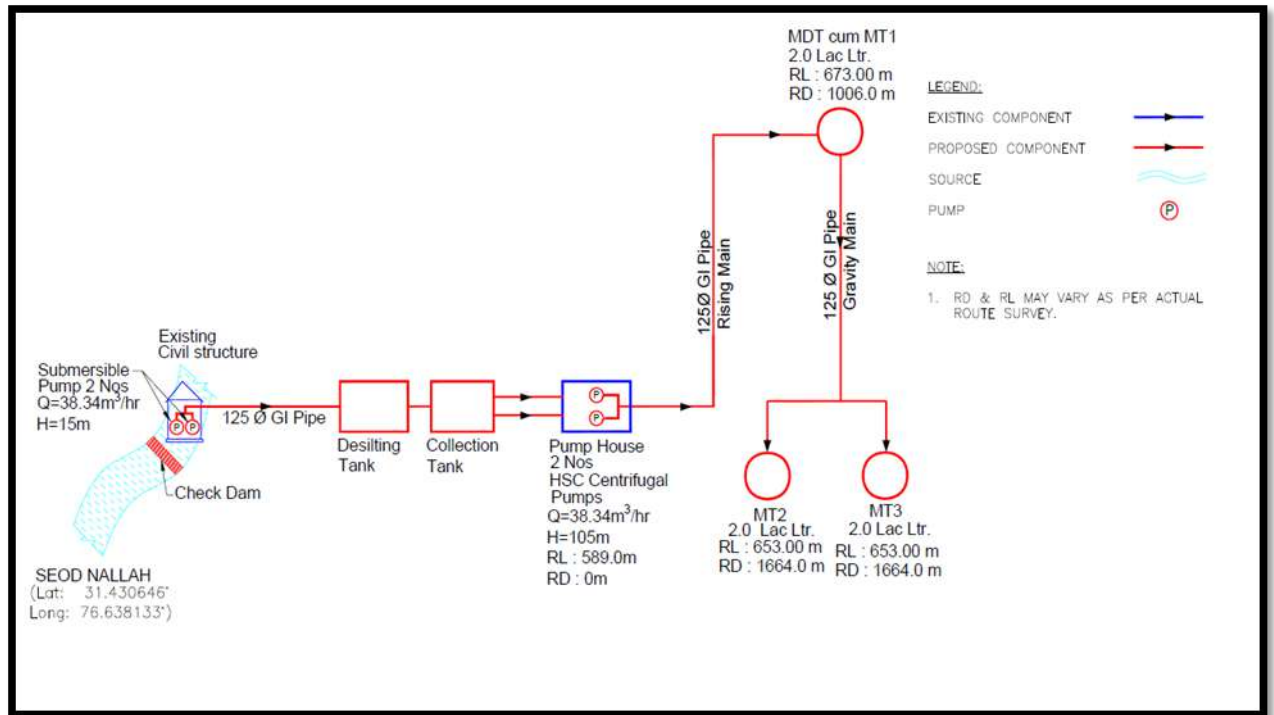 MDT cum MT1
2.0 Lac Ltr.
RL : 673.00 m
RD : 1006.0 m
LEGEND:
EXISTING COMPONENT
PROPOSED COMPONENT
SOURCE
PUMP
P
NOTE:
1. RD & RL MAY VARY AS PER ACTUAL
ROUTE SURVEY.
125Ø GI Pipe
Rising Main
125 Ø GI Pipe
Gravity Main
Existing
Civil structure
Submersible
Pump 2 Nos
Q=38.34m³/hr
H=15m
P P
125 Ø GI Pipe
Check Dam
Desilting
Tank
Collection
Tank
P
P
Pump House
2 Nos
HSC Centrifugal
Pumps
Q=38.34m³/hr
H=105m
RL : 589.0m
RD : 0m
MT2
2.0 Lac Ltr.
RL : 653.00 m
RD : 1664.0 m
MT3
2.0 Lac Ltr.
RL : 653.00 m
RD : 1664.0 m
SEOD NALLAH
(Lat: 31.430646°
Long: 76.638133°)